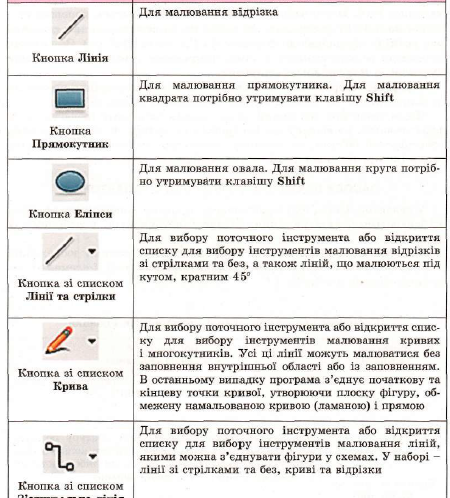 Для малювання відрізка
Кнопка Лінія
Для малювання прямокутника. Для малювання
квадрата потрібно утримувати клавішу Shift
Кнопка
Прямокутник
Для малювання овала. Для малювання круга потріб-
но утримувати клавішу Shift
Кнопка Еліпси
Для вибору поточного інструмента або відкриття
списку для вибору інструментів малювання відрізків
зі стрілками та без, а також ліній, що малюються під
кутом, кратним 45°
Кнопка зі списком
Лінії та стрілки
Для вибору поточного інструмента або відкриття спис-
ку для вибору інструментів малювання кривих
і многокутників. Усі ці лінії можуть малюватися без
заповнення внутрішньої області або із заповненням.
В останньому випадку програма з’єднує початкову та
кінцеву точки кривої, утворюючи плоску фігуру, об-
межену намальованою кривою (ламаною) і прямою
Кнопка зі списком
Крива
Для вибору поточного інструмента або відкриття
списку для вибору інструментів малювання ліній,
якими можна з’єднувати фігури у схемах. У наборі –
лінії зі стрілками та без, криві та відрізки
Кнопка зі списком